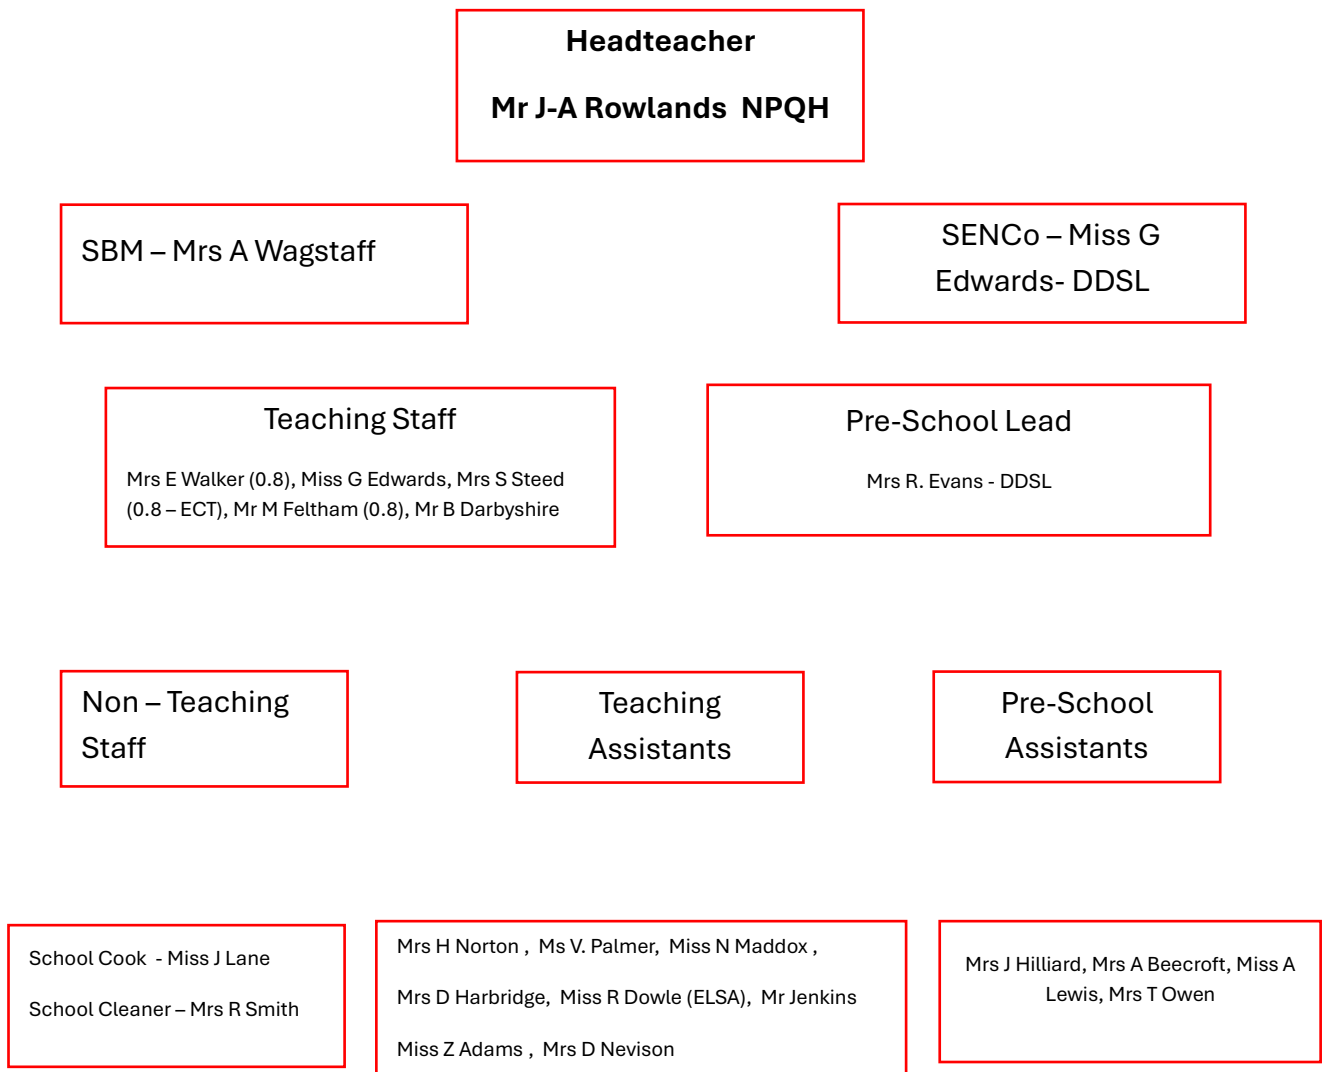 Headteacher
Mr J-A Rowlands  NPQH
SBM – Mrs A Wagstaff
SENCo – Miss G
Edwards- DDSL
Teaching Staff
Mrs E Walker (0.8), Miss G Edwards, Mrs S Steed
(0.8 – ECT), Mr M Feltham (0.8), Mr B Darbyshire
Pre-School Lead
Mrs R. Evans - DDSL
Non – Teaching
Staff
Teaching
Assistants
Pre-School
Assistants
School Cook  - Miss J Lane
School Cleaner – Mrs R Smith
Mrs H Norton ,  Ms V. Palmer,  Miss N Maddox ,
Mrs D Harbridge,  Miss R Dowle (ELSA),  Mr Jenkins
Miss Z Adams ,  Mrs D Nevison
Mrs J Hilliard, Mrs A Beecroft, Miss A
Lewis, Mrs T Owen